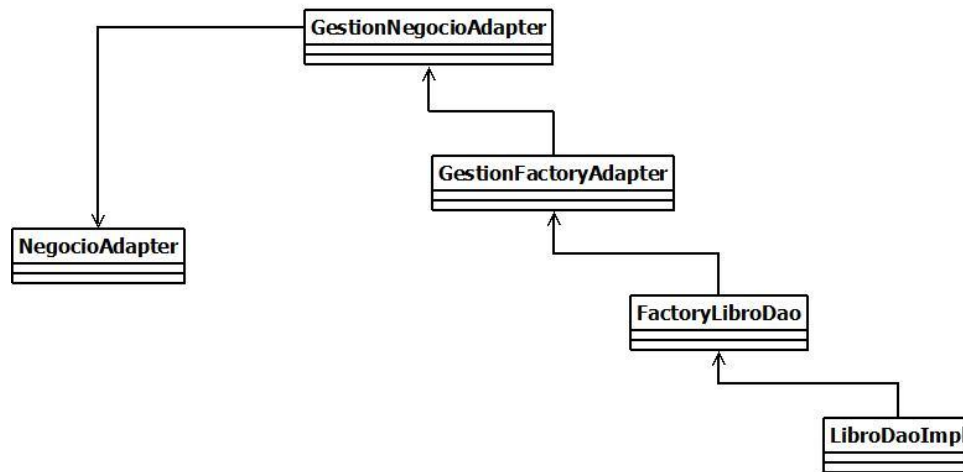 GestionNegocioAdapter
GestionFactoryAdapter
NegocioAdapter
FactoryLibroDao
LibroDaoImpl